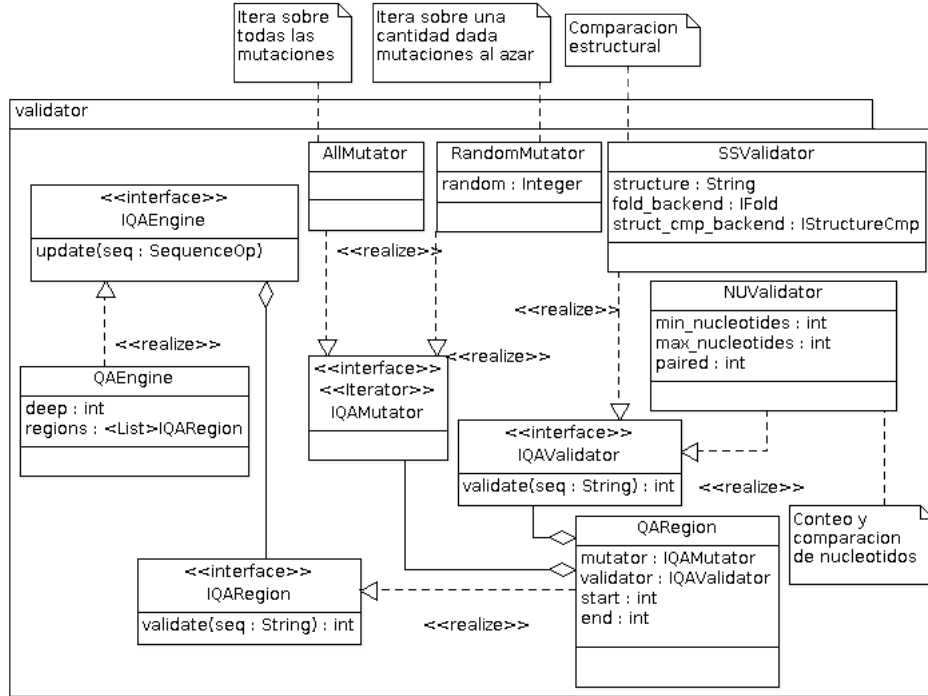 Itera sobre
todas las
mutaciones
Itera sobre una
cantidad dada
mutaciones al azar
Comparacion
estructural
validator
AllMutator
RandomMutator
random : Integer
SSValidator
structure : String
fold_backend : IFold
struct_cmp_backend : IStructureCmp
<<interface>>
IQAEngine
update(seq : SequenceOp)
<<realize>>
<<realize>>
NUValidator
min_nucleotides : int
max_nucleotides : int
paired : int
<<realize>>
QAEngine
deep : int
regions : <List>IQARegion
<<realize>>
<<interface>>
<<Iterator>>
IQAMutator
<<interface>>
IQAValidator
validate(seq : String) : int
<<realize>>
Conteo y
comparacion
de nucleotidos
QARegion
mutator : IQAMutator
validator : IQAValidator
start : int
end : int
<<interface>>
IQARegion
validate(seq : String) : int
<<realize>>